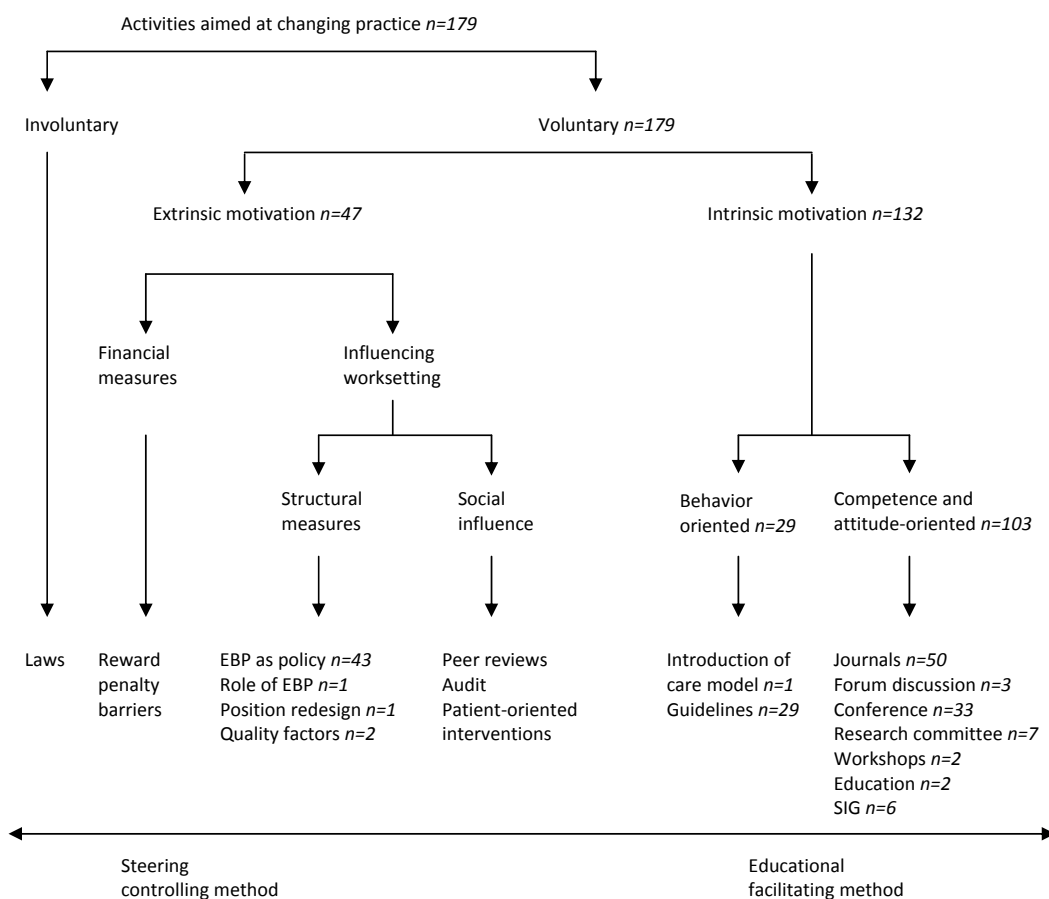 Activities aimed at changing practice n=179
Involuntary
Voluntary n=179
Extrinsic motivation n=47
Intrinsic motivation n=132
Financial
measures
Influencing
worksetting
Structural
measures
Social
influence
Behavior
oriented n=29
Competence and
attitude-oriented n=103
Laws
Reward
penalty
barriers
EBP as policy n=43
Role of EBP n=1
Position redesign n=1
Quality factors n=2
Peer reviews
Audit
Patient-oriented
interventions
Introduction of
care model n=1
Guidelines n=29
Journals n=50
Forum discussion n=3
Conference n=33
Research committee n=7
Workshops n=2
Education n=2
SIG n=6
Steering
controlling method
Educational
facilitating method